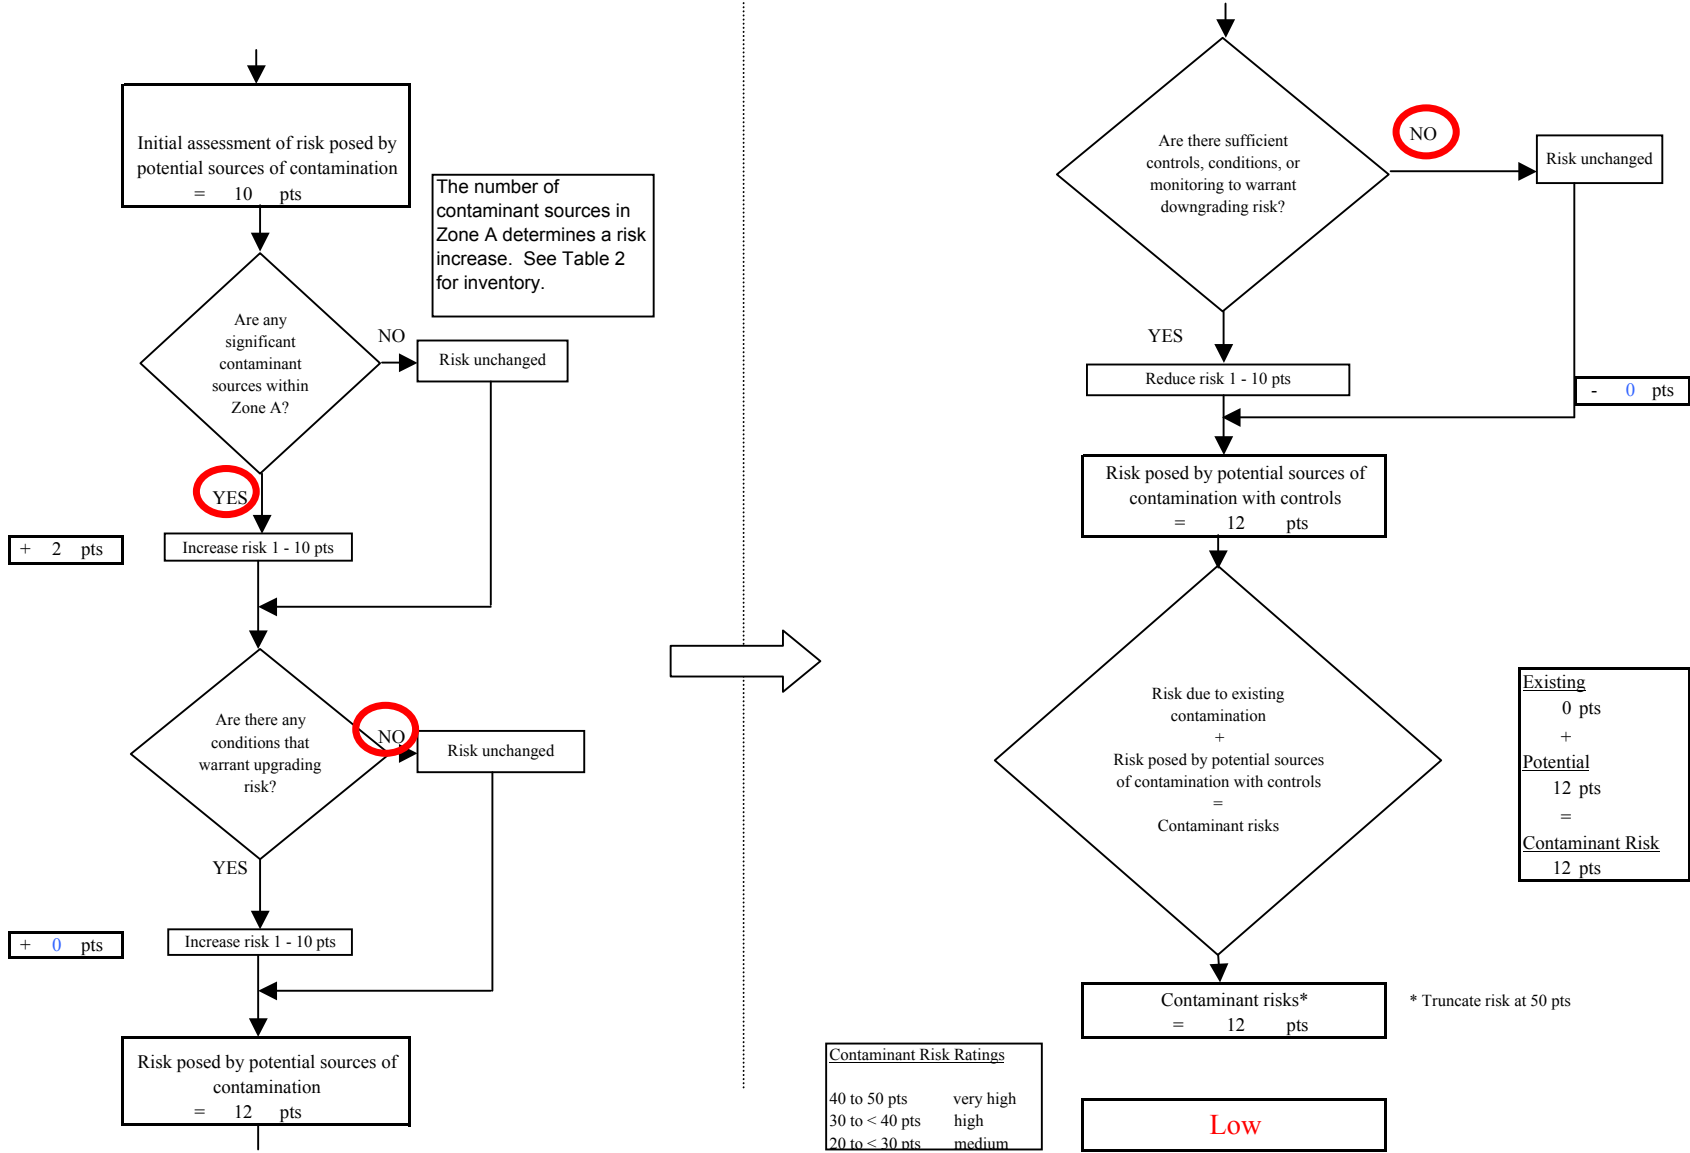 Initial assessment of risk posed by
potential sources of contamination
= 10 pts
The number of
contaminant sources in
Zone A determines a risk
increase. See Table 2
for inventory.
Are any
significant
contaminant
sources within
Zone A?
NO
Risk unchanged
YES
+ 2 pts
Increase risk 1 - 10 pts
Are there any
conditions that
warrant upgrading
risk?
NO
Risk unchanged
YES
+ 0 pts
Increase risk 1 - 10 pts
Risk posed by potential sources of
contamination
= 12 pts
Are there sufficient
controls, conditions, or
monitoring to warrant
downgrading risk?
NO
Risk unchanged
YES
Reduce risk 1 - 10 pts
- 0 pts
Risk posed by potential sources of
contamination with controls
= 12 pts
Risk due to existing
contamination
+
Risk posed by potential sources
of contamination with controls
=
Contaminant risks
Existing
0 pts
+
Potential
12 pts
=
Contaminant Risk
12 pts
Contaminant risks*
= 12 pts
* Truncate risk at 50 pts
Contaminant Risk Ratings
40 to 50 pts very high
30 to < 40 pts high
20 to < 30 pts medium
Low